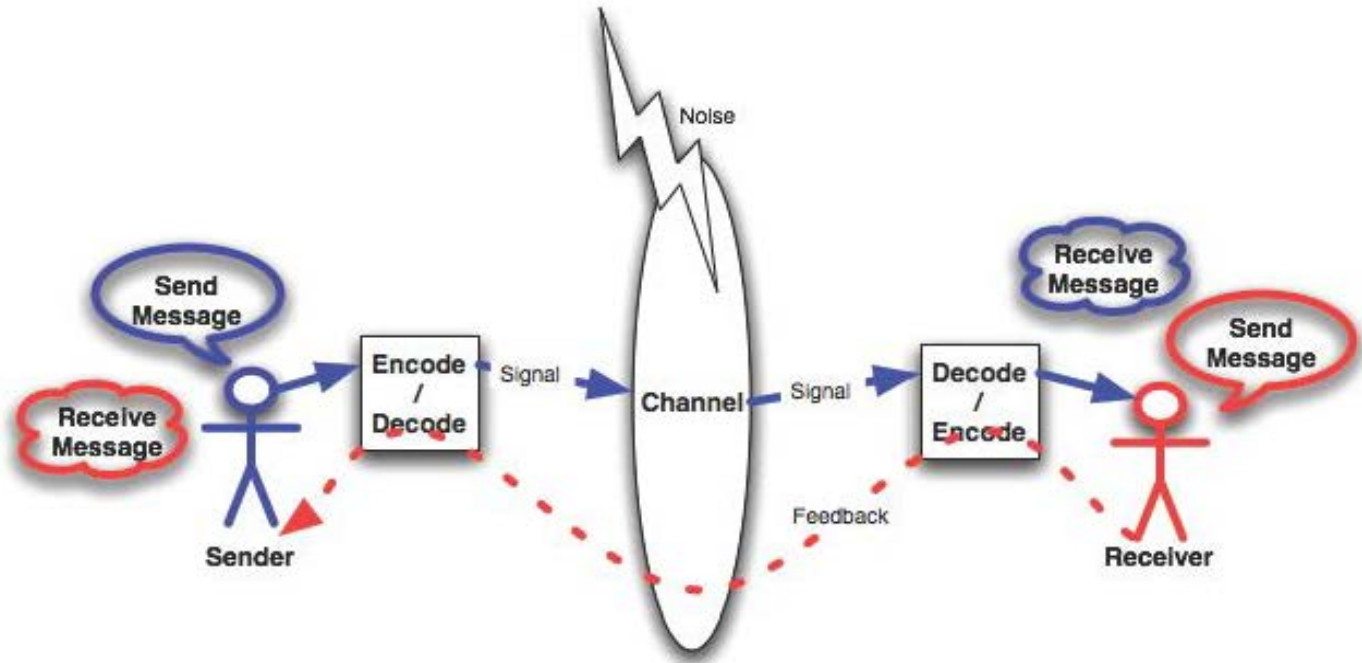 Noise
Send
Message
Receive
Message
Sender
Encode
/
Decode
Signal
Channel
Signal
Decode
/
Encode
Feedback
Receive
Message
Send
Message
Receiver